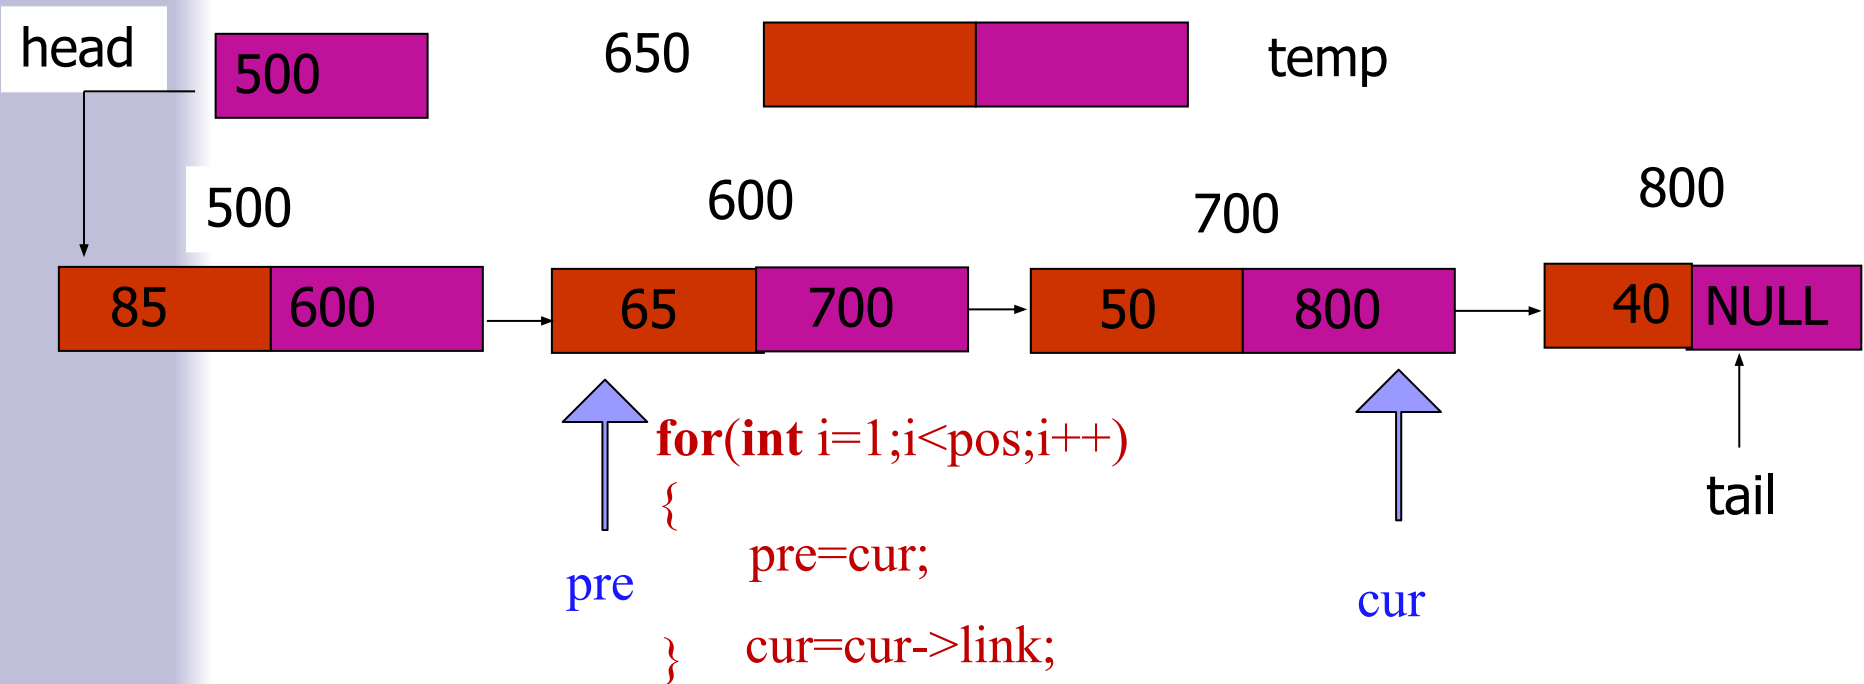 head
500
650
temp
500
600
700
800
85
600
65
700
50
800
40
NULL
for(int i=1;i<pos;i++)
{
pre=cur;
cur=cur->link;
}
pre
cur
tail